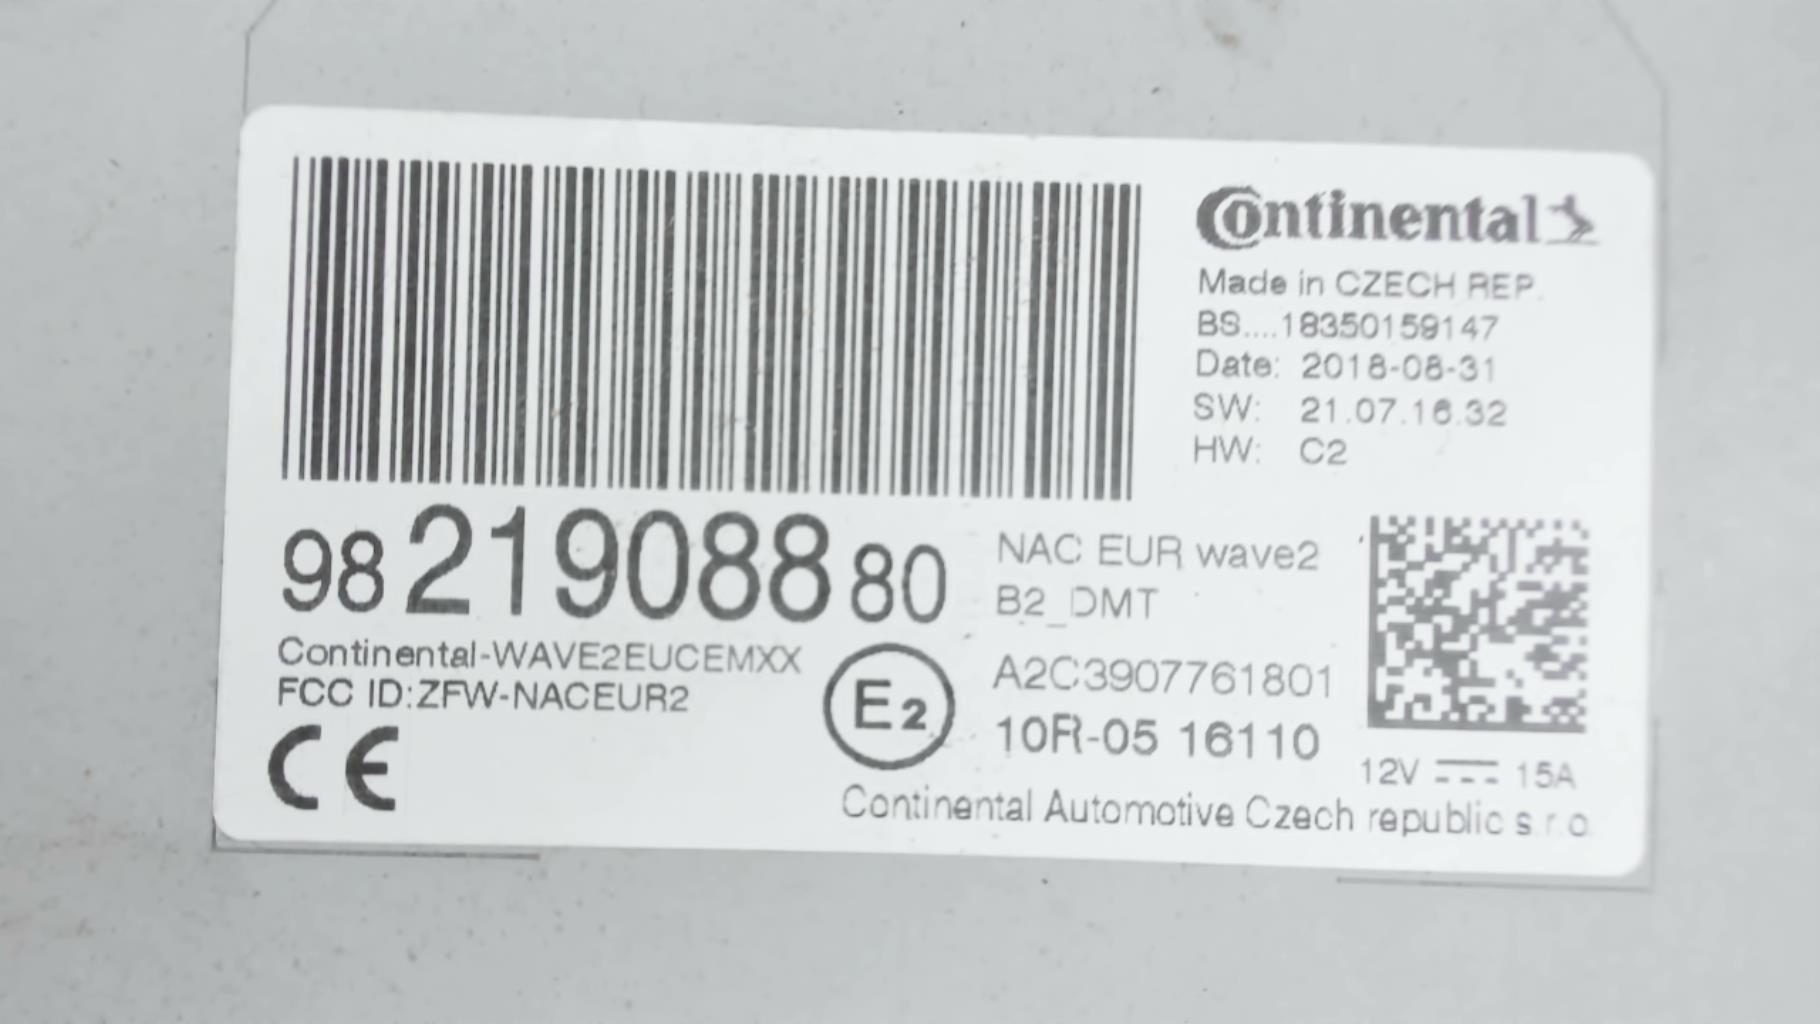 Continental
Made in CZECH REP.
BS....18350159147
Date: 2018-08-31
SW: 21.07.16.32
HW: C2
98 219088 80
NAC EUR wave2
B2_DMT
Continental-WAVE2EUCEMXX
FCC ID:ZFW-NACEUR2
CE
E2
A2C3907761801
10R-05 16110
12V 15A
Continental Automotive Czech republic s.r.o.